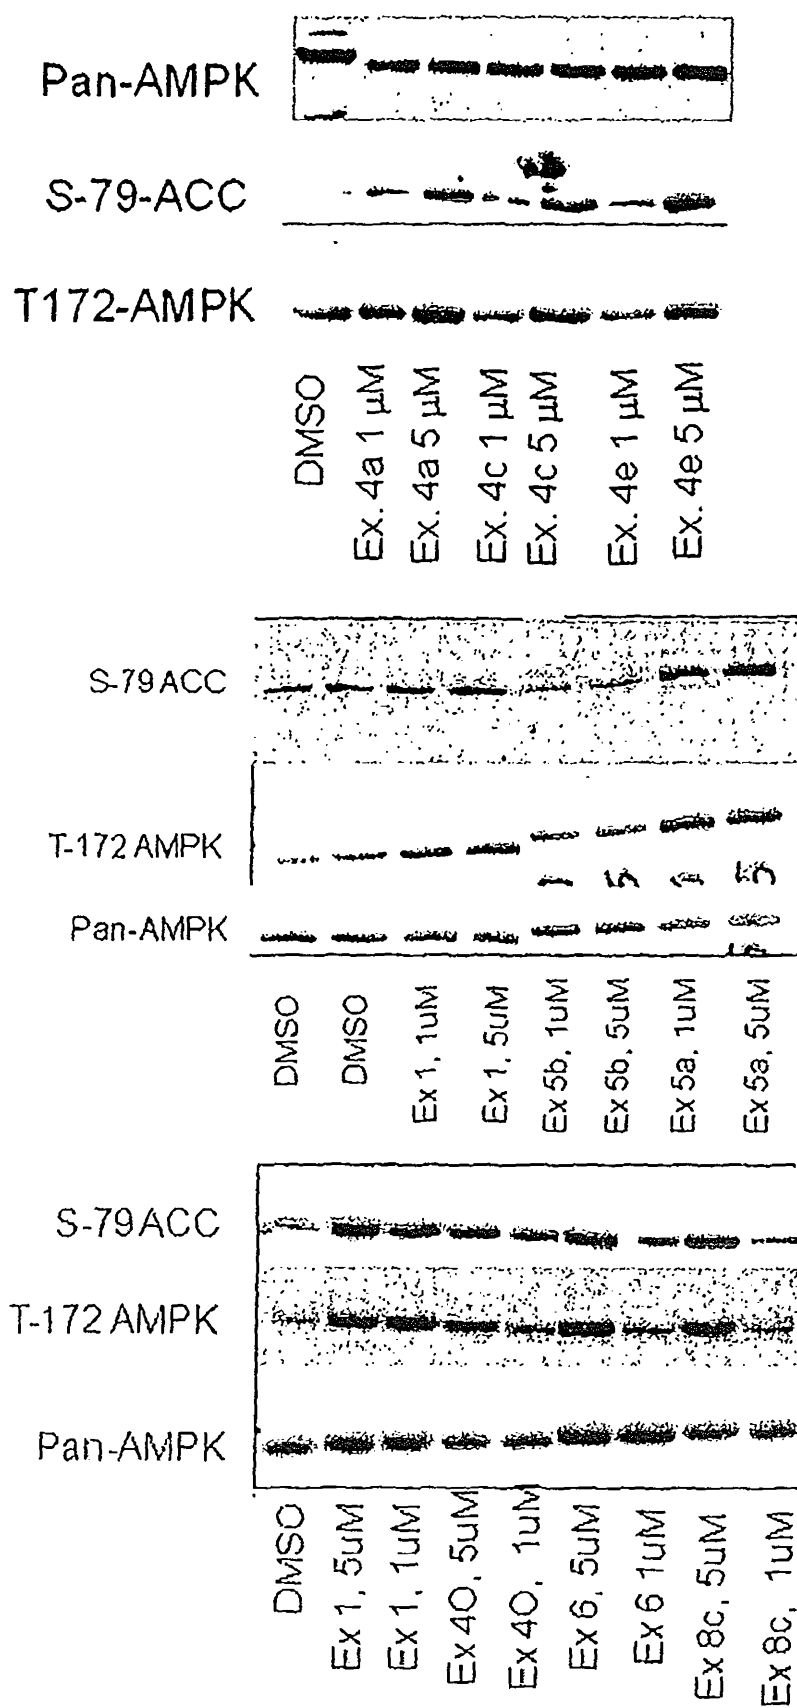 Pan-AMPK
S-79-ACC
T172-AMPK
DMSO
Ex. 4a 1 µM
Ex. 4a 5 µM
Ex. 4c 1 µM
Ex. 4c 5 µM
Ex. 4e 1 µM
Ex. 4e 5 µM
S-79 ACC
T-172 AMPK
Pan-AMPK
DMSO
DMSO
Ex 1, 1uM
Ex 1, 5uM
Ex 5b, 1uM
Ex 5b, 5uM
Ex 5a, 1uM
Ex 5a, 5uM
S-79 ACC
T-172 AMPK
Pan-AMPK
DMSO
Ex 1, 5uM
Ex 1, 1uM
Ex 4O, 5uM
Ex 4O, 1uM
Ex 6, 5uM
Ex 6 1uM
Ex 8c, 5uM
Ex 8c, 1uM